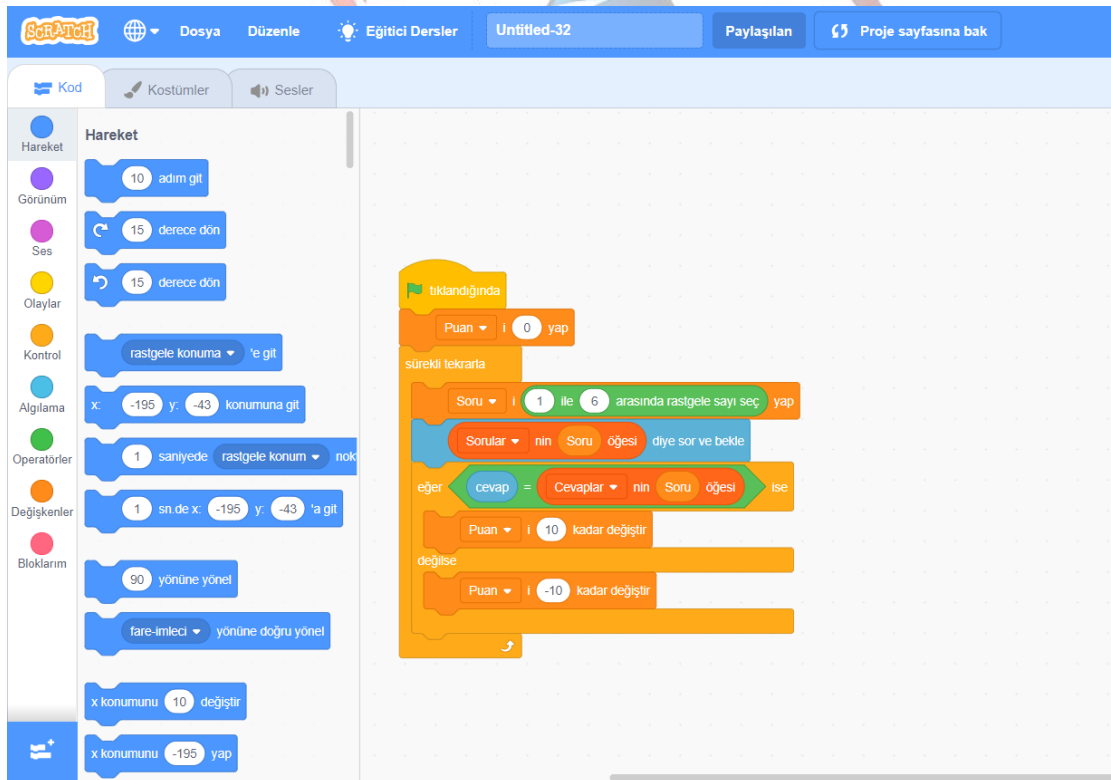 SCRATCH Dosya Düzenle Eğitici Dersler Untitled-32 Paylaşılan Proje sayfasına bak
Kod Kostümler Sesler
Hareket
Görünüm
Ses
Olaylar
Kontrol
Algılama
Operatörler
Değişkenler
Bloklarım
Hareket
10 adım git
15 derece dön
15 derece dön
rastgele konuma 'e git
x: -195 y: -43 konumuna git
1 saniyede rastgele konum nok
1 sn.de x: -195 y: -43 'a git
90 yönüne yönel
fare-imleci yönüne doğru yönel
x konumunu 10 değiştir
x konumunu -195 yap
tıklandığında
Puan i 0 yap
sürekli tekrarla
Soru i 1 ile 6 arasında rastgele sayı seç yap
Sorular nin Soru öğesi diye sor ve bekle
eğer cevap = Cevaplar nin Soru öğesi ise
Puan i 10 kadar değiştir
değilse
Puan i -10 kadar değiştir